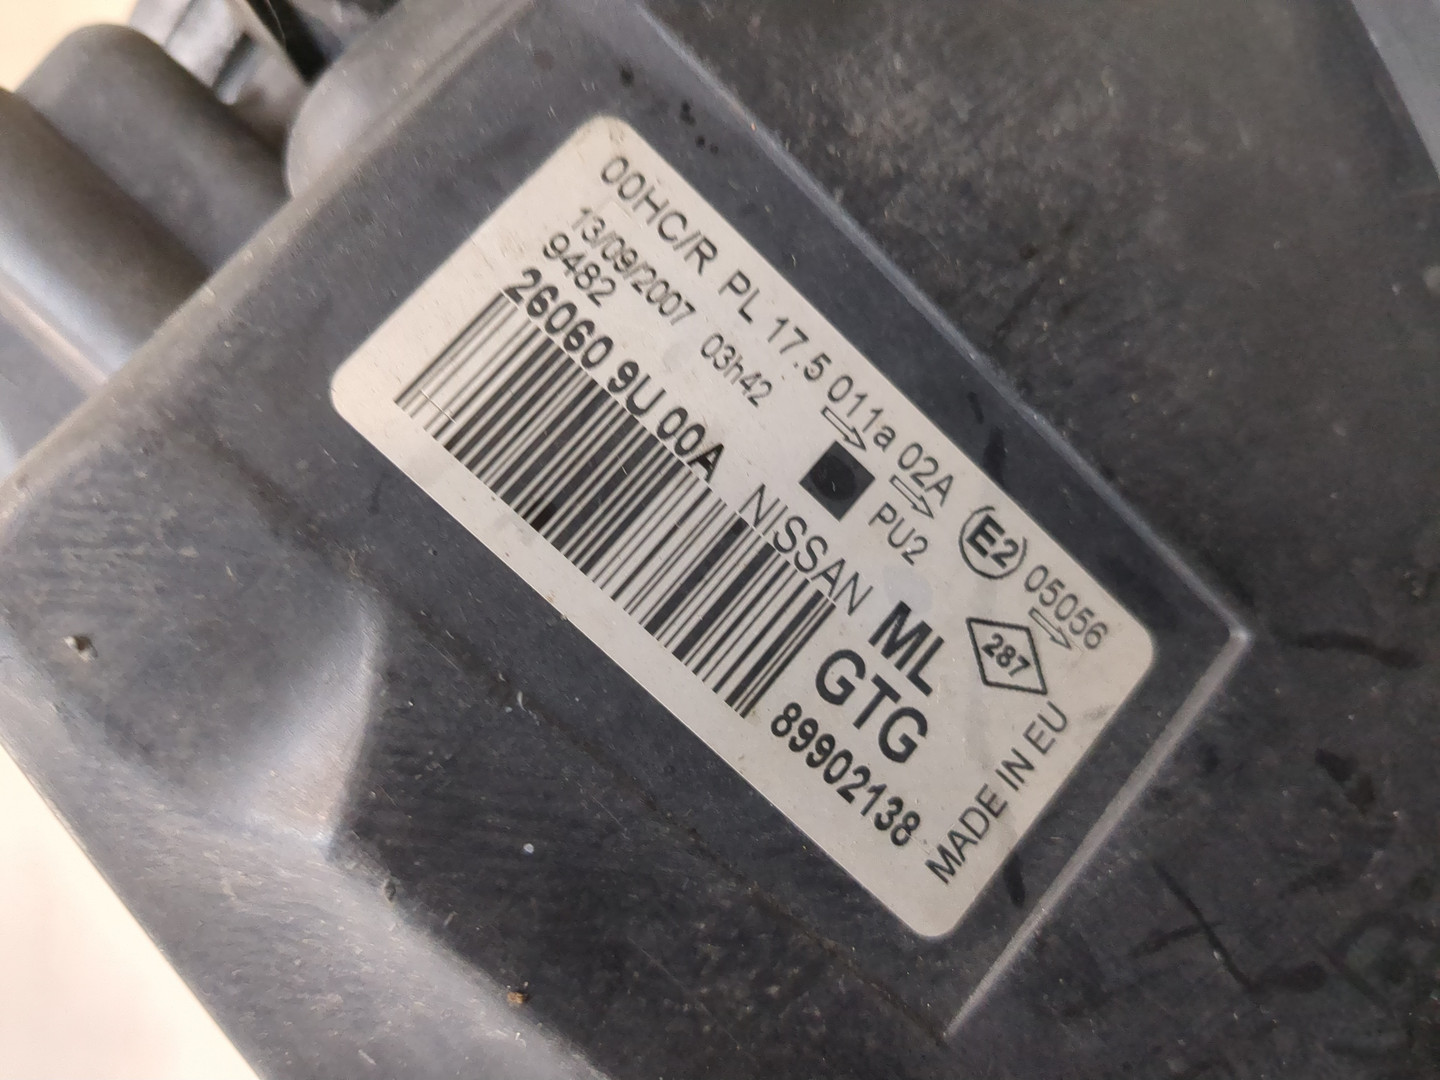 00HC/R PL 17.5 011a 02A E2 05056
13/09/2007 03h42 PU2
9482
26060 9U 00A NISSAN ML
GTG
287
89902138
MADE IN EU